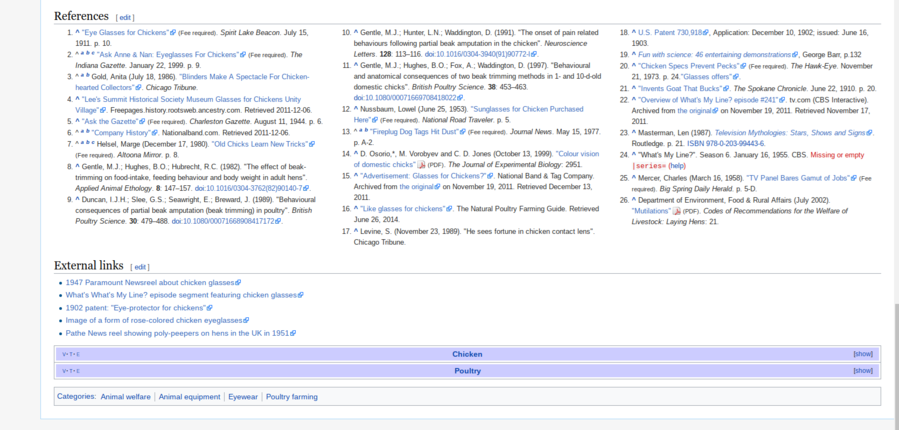 References [ edit ]
1. ^ "Eye Glasses for Chickens" (Fee required). Spirit Lake Beacon. July 15,
1911. p. 10.
2. ^ a b c "Ask Anne & Nan: Eyeglasses For Chickens" (Fee required). The
Indiana Gazette. January 22, 1999. p. 9.
3. ^ a b Gold, Anita (July 18, 1986). "Blinders Make A Spectacle For Chicken-
hearted Collectors". Chicago Tribune.
4. ^ "Lee's Summit Historical Society Museum Glasses for Chickens Unity
Village". Freepages history rootsweb ancestry.com. Retrieved 2011-12-06.
5. ^ "Ask the Gazette" (Fee required). Charleston Gazette. August 11, 1944. p. 6.
6. ^ a b "Company History". Nationalband.com. Retrieved 2011-12-06.
7. ^ a b c Helsel, Marge (December 17, 1980). "Old Chicks Learn New Tricks"
(Fee required). Altoona Mirror. p. 8.
8. ^ Gentle, M.J.; Hughes, B.O.; Hubrecht, R.C. (1982). "The effect of beak-
trimming on food-intake, feeding behaviour and body weight in adult hens".
Applied Animal Ethology. 8: 147–157. doi:10.1016/0304-3762(82)90140-7.
9. ^ Duncan, I.J.H.; Slee, G.S.; Seawright, E.; Breward, J. (1989). "Behavioural
consequences of partial beak amputation (beak trimming) in poultry". British
Poultry Science. 30: 479–488. doi:10.1080/00071668908417172.
10. ^ Gentle, M.J.; Hunter, L.N.; Waddington, D. (1991). "The onset of pain related
behaviours following partial beak amputation in the chicken". Neuroscience
Letters. 128: 113–116. doi:10.1016/0304-3940(91)90772-l.
11. ^ Gentle, M.J.; Hughes, B.O.; Fox, A.; Waddington, D. (1997). "Behavioural
and anatomical consequences of two beak trimming methods in 1- and 10-d-old
domestic chicks". British Poultry Science. 38: 453–463.
doi:10.1080/00071669708418022.
12. ^ Nussbaum, Lowel (June 25, 1953). "Sunglasses for Chicken Purchased
Here" (Fee required). National Road Traveler. p. 5.
13. ^ a b "Fireplug Dog Tags Hit Dust" (Fee required). Journal News. May 15, 1977.
p. A-2.
14. ^ D. Osorio,*, M. Vorobyev and C. D. Jones (October 13, 1999). "Colour vision
of domestic chicks" (PDF). The Journal of Experimental Biology: 2951.
15. ^ "Advertisement: Glasses for Chickens?". National Band & Tag Company.
Archived from the original on November 19, 2011. Retrieved December 13,
2011.
16. ^ "Like glasses for chickens". The Natural Poultry Farming Guide. Retrieved
June 26, 2014.
17. ^ Levine, S. (November 23, 1989). "He sees fortune in chicken contact lens".
Chicago Tribune.
18. ^ U.S. Patent 730,918, Application: December 10, 1902; issued: June 16,
1903.
19. ^ Fun with science: 46 entertaining demonstrations, George Barr, p.132
20. ^ "Chicken Specs Prevent Pecks" (Fee required). The Hawk-Eye. November
21, 1973. p. 24."Glasses offers".
21. ^ "Invents Goat That Bucks". The Spokane Chronicle. June 22, 1910. p. 20.
22. ^ "Overview of What's My Line? episode #241". tv.com (CBS Interactive).
Archived from the original on November 19, 2011. Retrieved November 17,
2011.
23. ^ Masterman, Len (1987). Television Mythologies: Stars, Shows and Signs.
Routledge. p. 21. ISBN 978-0-203-99443-6.
24. ^ "What's My Line?". Season 6. January 16, 1955. CBS. Missing or empty
|series= (help)
25. ^ Mercer, Charles (March 16, 1958). "TV Panel Bares Gamut of Jobs" (Fee
required). Big Spring Daily Herald. p. 5-D.
26. ^ Department of Environment, Food & Rural Affairs (July 2002).
"Mutilations" (PDF). Codes of Recommendations for the Welfare of
Livestock: Laying Hens: 21.
External links [ edit ]
1947 Paramount Newsreel about chicken glasses
What's What's My Line? episode segment featuring chicken glasses
1902 patent: "Eye-protector for chickens"
Image of a form of rose-colored chicken eyeglasses
Pathe News reel showing poly-peepers on hens in the UK in 1951
V • T • E Chicken [show]
V • T • E Poultry [show]
Categories: Animal welfare | Animal equipment | Eyewear | Poultry farming